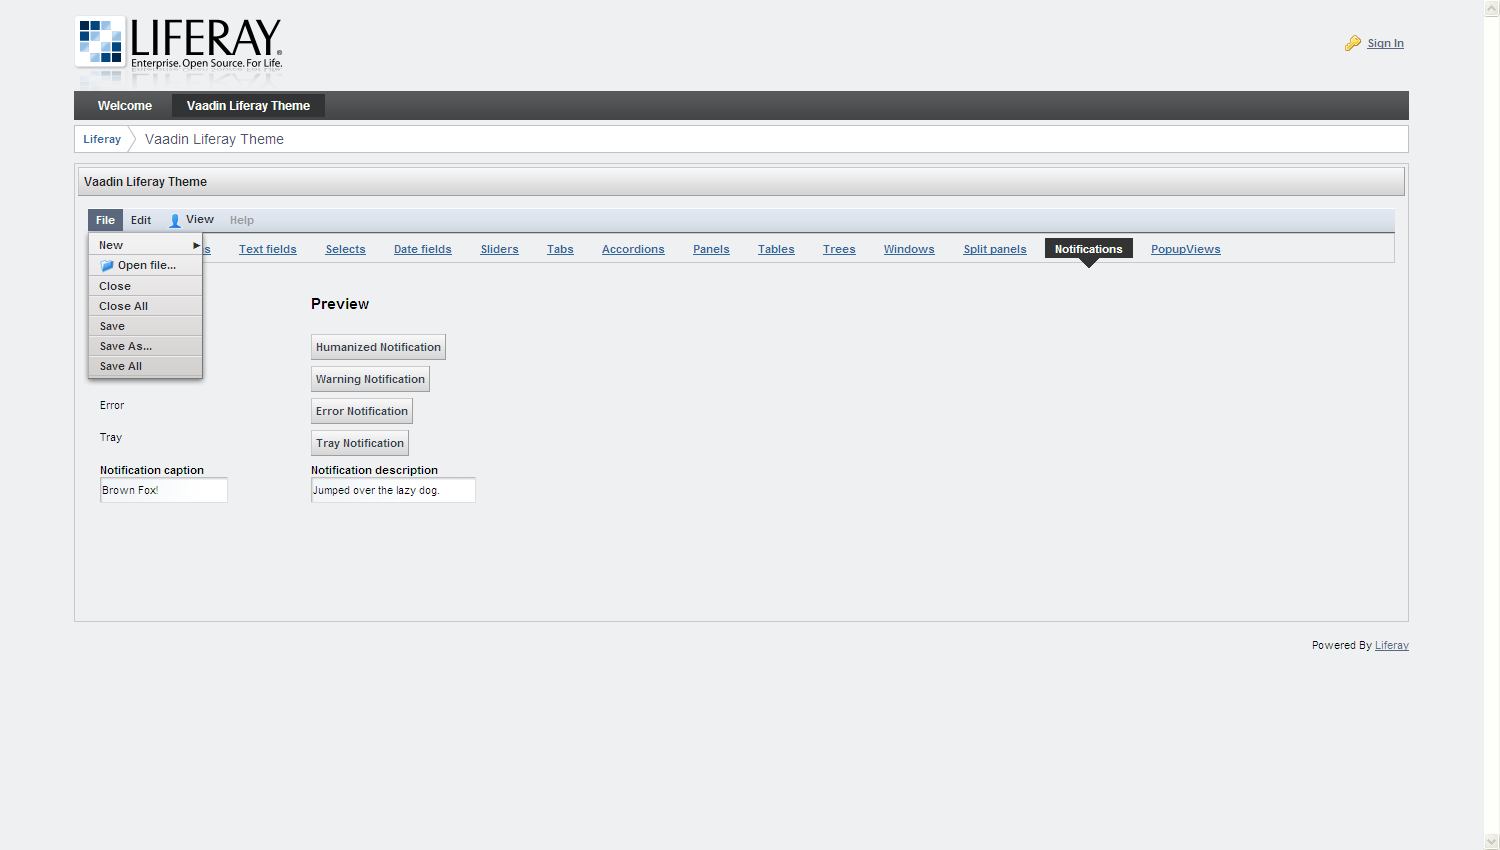 LIFERAY®
Enterprise. Open Source. For Life.
Sign In
Welcome Vaadin Liferay Theme
Liferay Vaadin Liferay Theme
Vaadin Liferay Theme
File Edit View Help
New
s Text fields Selects Date fields Sliders Tabs Accordions Panels Tables Trees Windows Split panels Notifications PopupViews
Open file...
Close
Close All
Save
Save As...
Save All
Preview
Humanized Notification
Warning Notification
Error Error Notification
Tray Tray Notification
Notification caption Notification description
Brown Fox! Jumped over the lazy dog.
Powered By Liferay